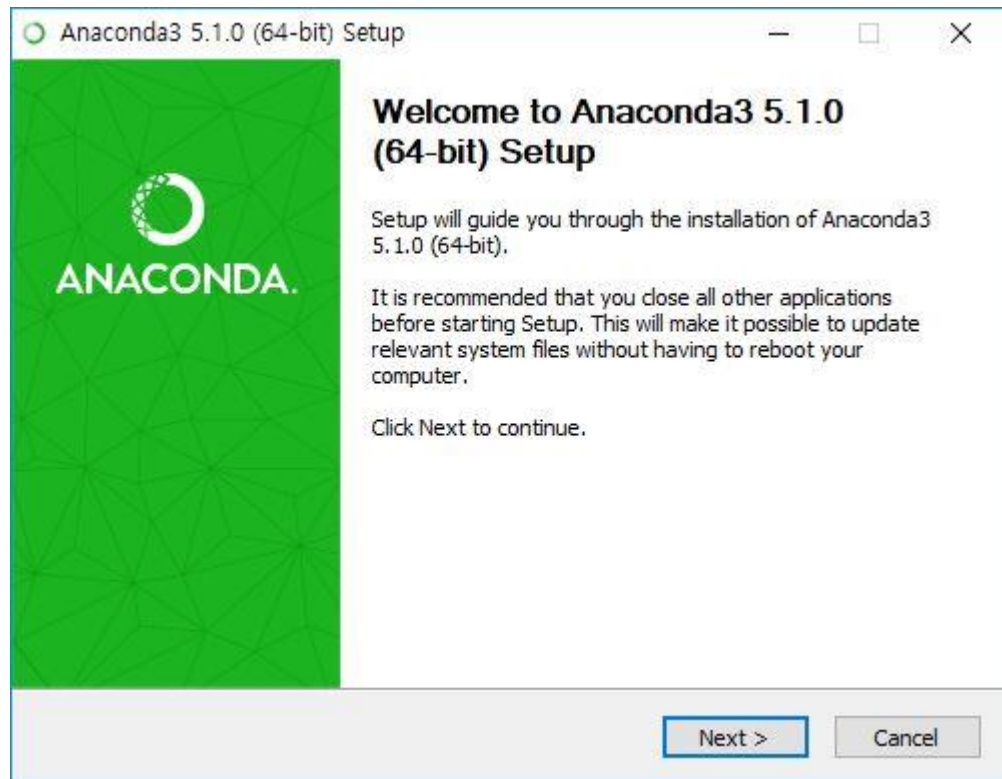 Anaconda3 5.1.0 (64-bit) Setup
Welcome to Anaconda3 5.1.0
(64-bit) Setup
ANACONDA.
Setup will guide you through the installation of Anaconda3
5.1.0 (64-bit).
It is recommended that you close all other applications
before starting Setup. This will make it possible to update
relevant system files without having to reboot your
computer.
Click Next to continue.
Next >
Cancel